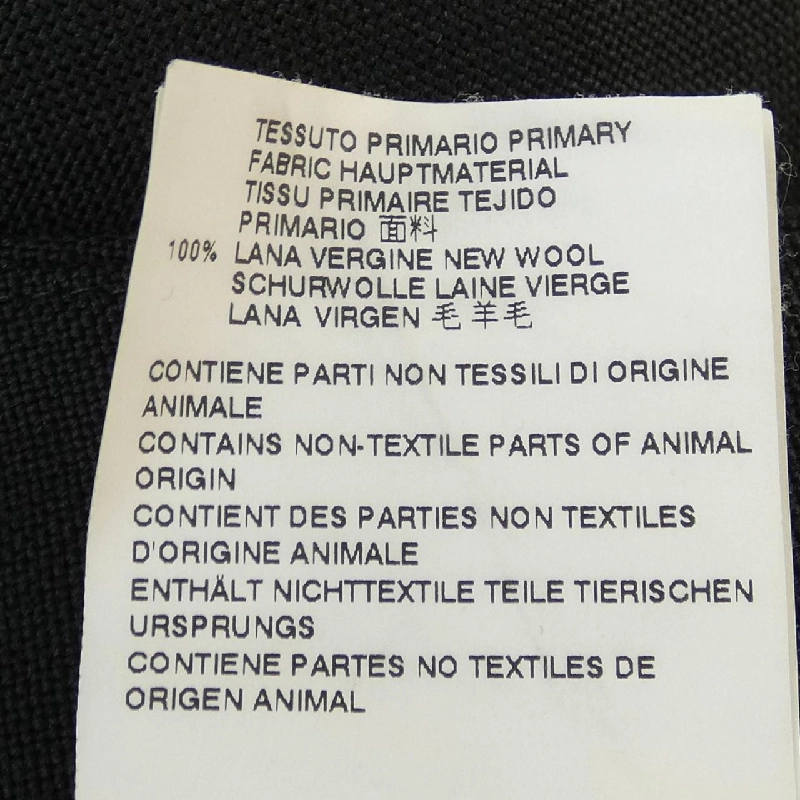 TESSUTO PRIMARIO PRIMARY
FABRIC HAUPTMATERIAL
TISSU PRIMAIRE TEJIDO
PRIMARIO 面料
100% LANA VERGINE NEW WOOL
SCHURWOLLE LAINE VIERGE
LANA VIRGEN 毛 羊毛
CONTIENE PARTI NON TESSILI DI ORIGINE
ANIMALE
CONTAINS NON-TEXTILE PARTS OF ANIMAL
ORIGIN
CONTIENT DES PARTIES NON TEXTILES
D'ORIGINE ANIMALE
ENTHÄLT NICHTTEXTILE TEILE TIERISCHEN
URSPRUNGS
CONTIENE PARTES NO TEXTILES DE
ORIGEN ANIMAL